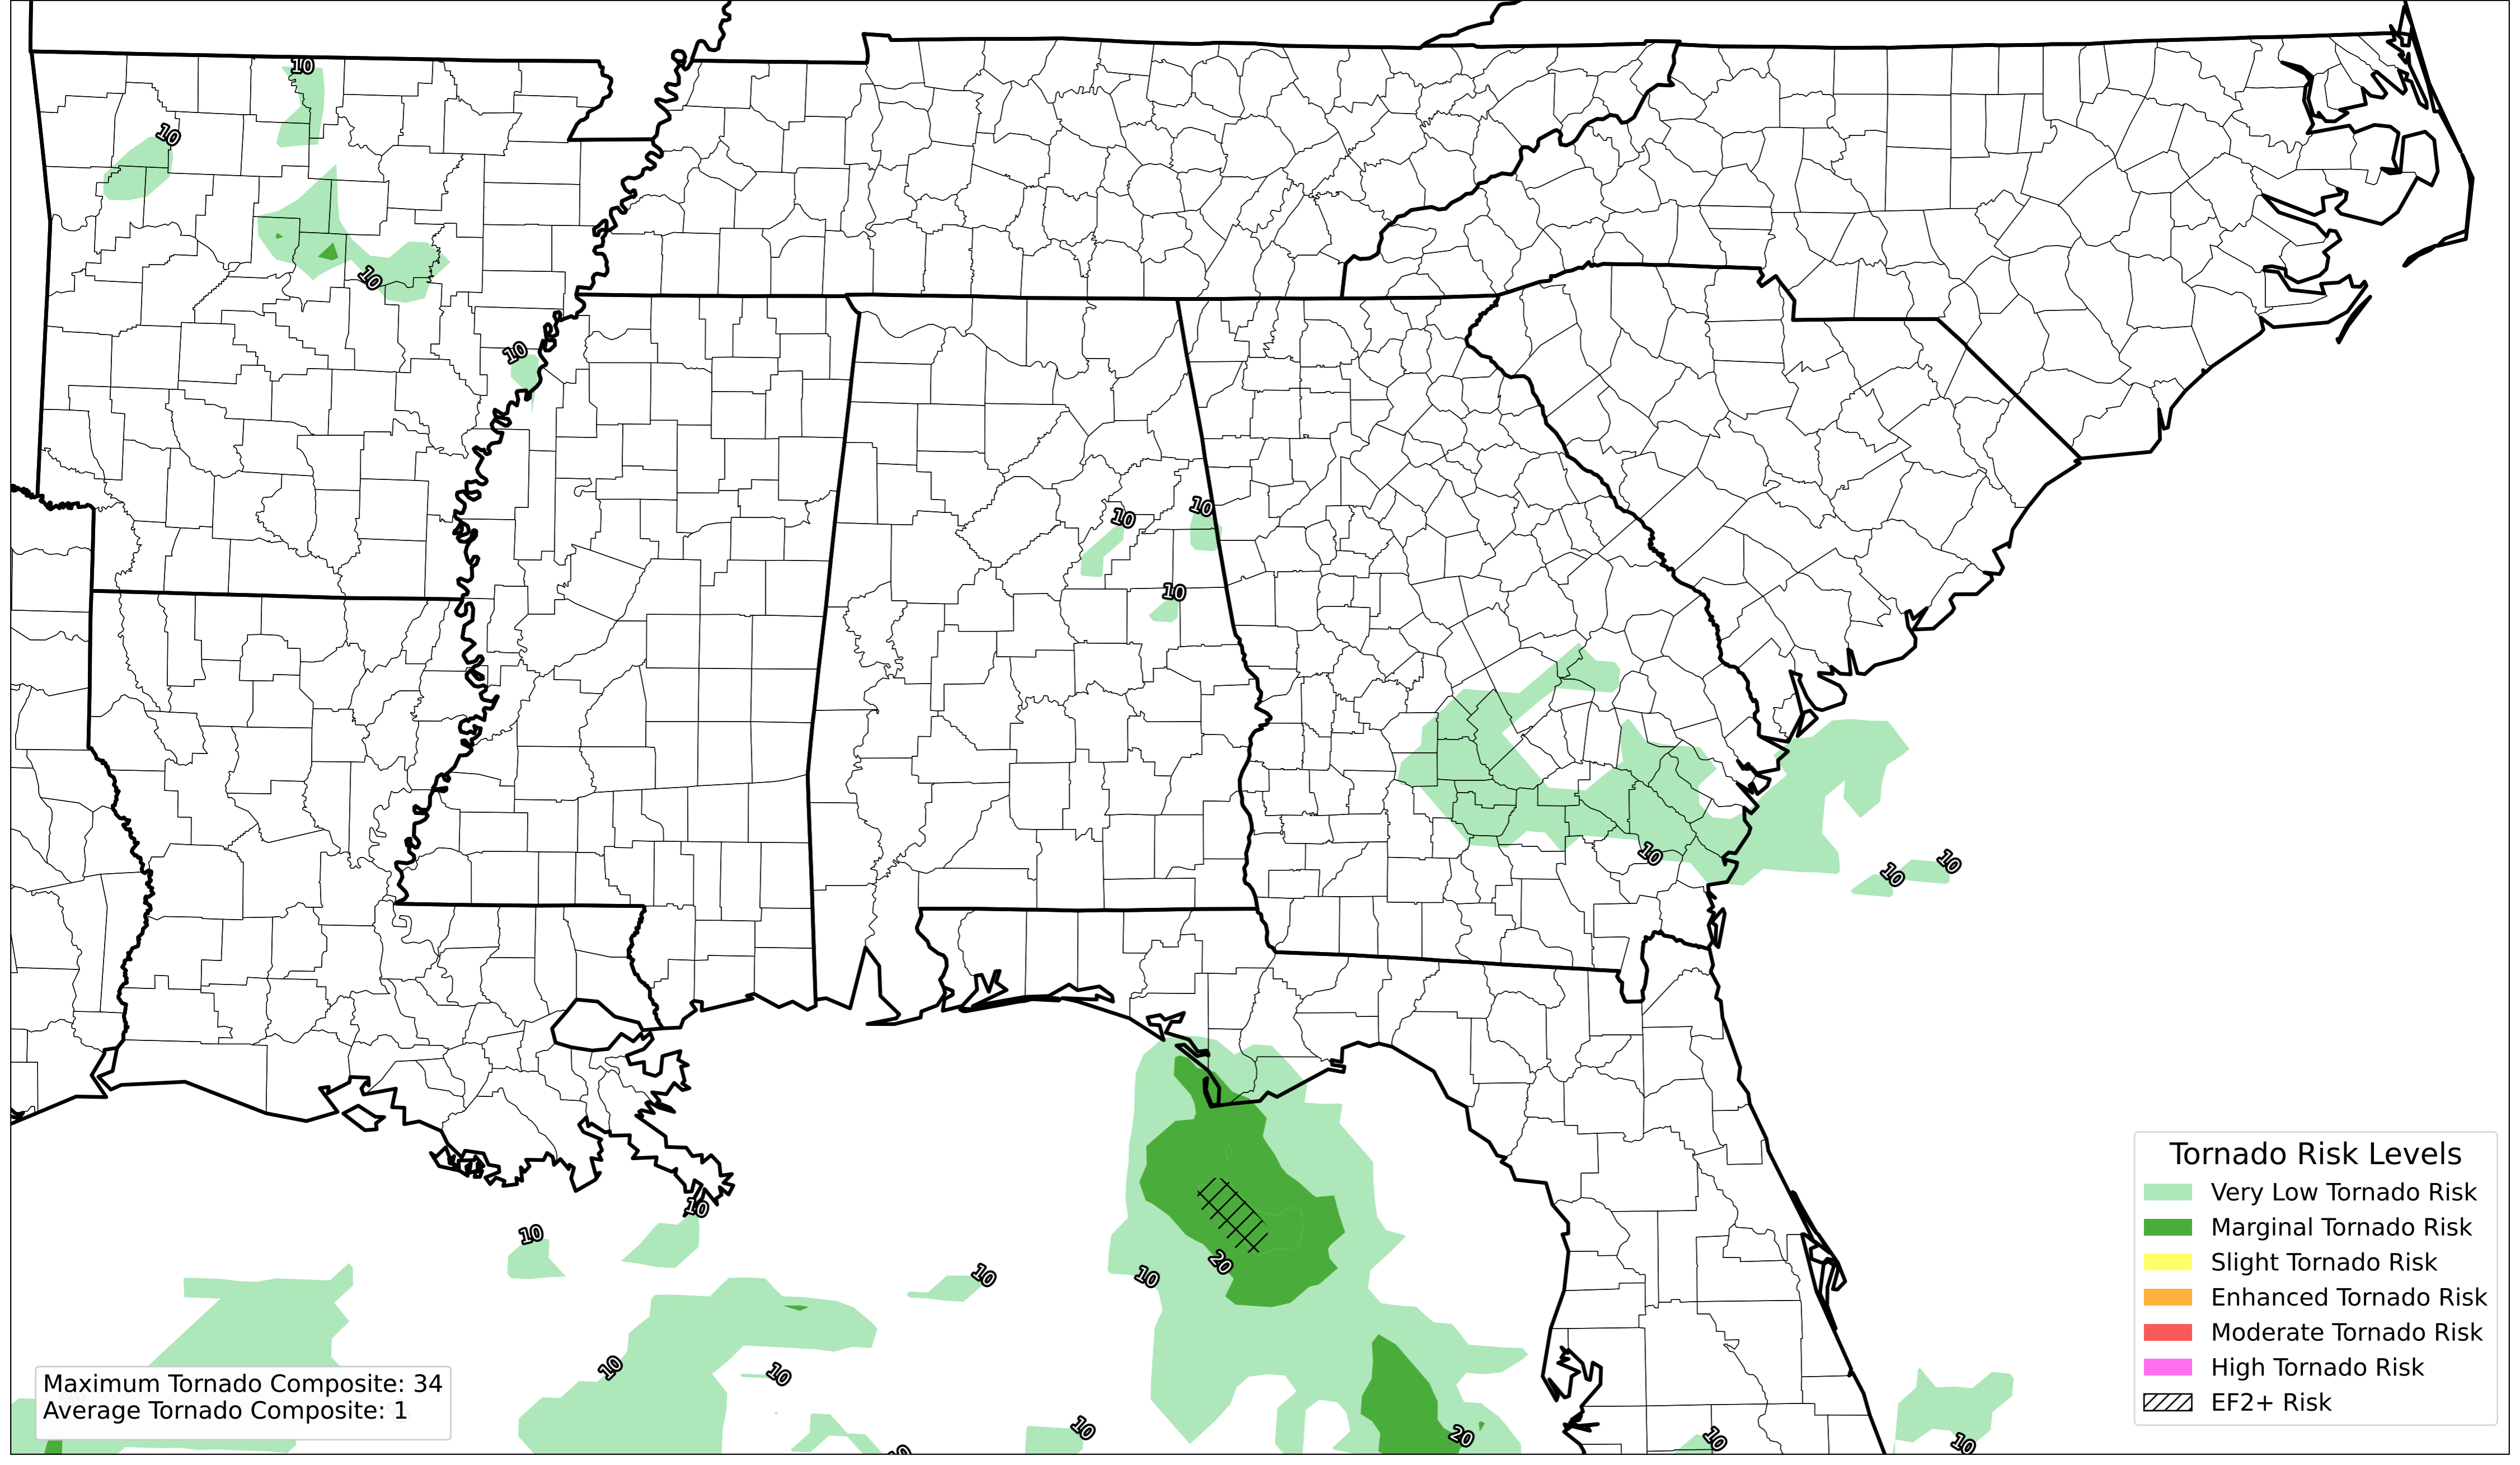 10
10
10
10
10
10
10
10
10
10
10
10
10
20
10
10
10
10
10
20
10
10
10
Maximum Tornado Composite: 34
Average Tornado Composite: 1
Tornado Risk Levels
Very Low Tornado Risk
Marginal Tornado Risk
Slight Tornado Risk
Enhanced Tornado Risk
Moderate Tornado Risk
High Tornado Risk
EF2+ Risk